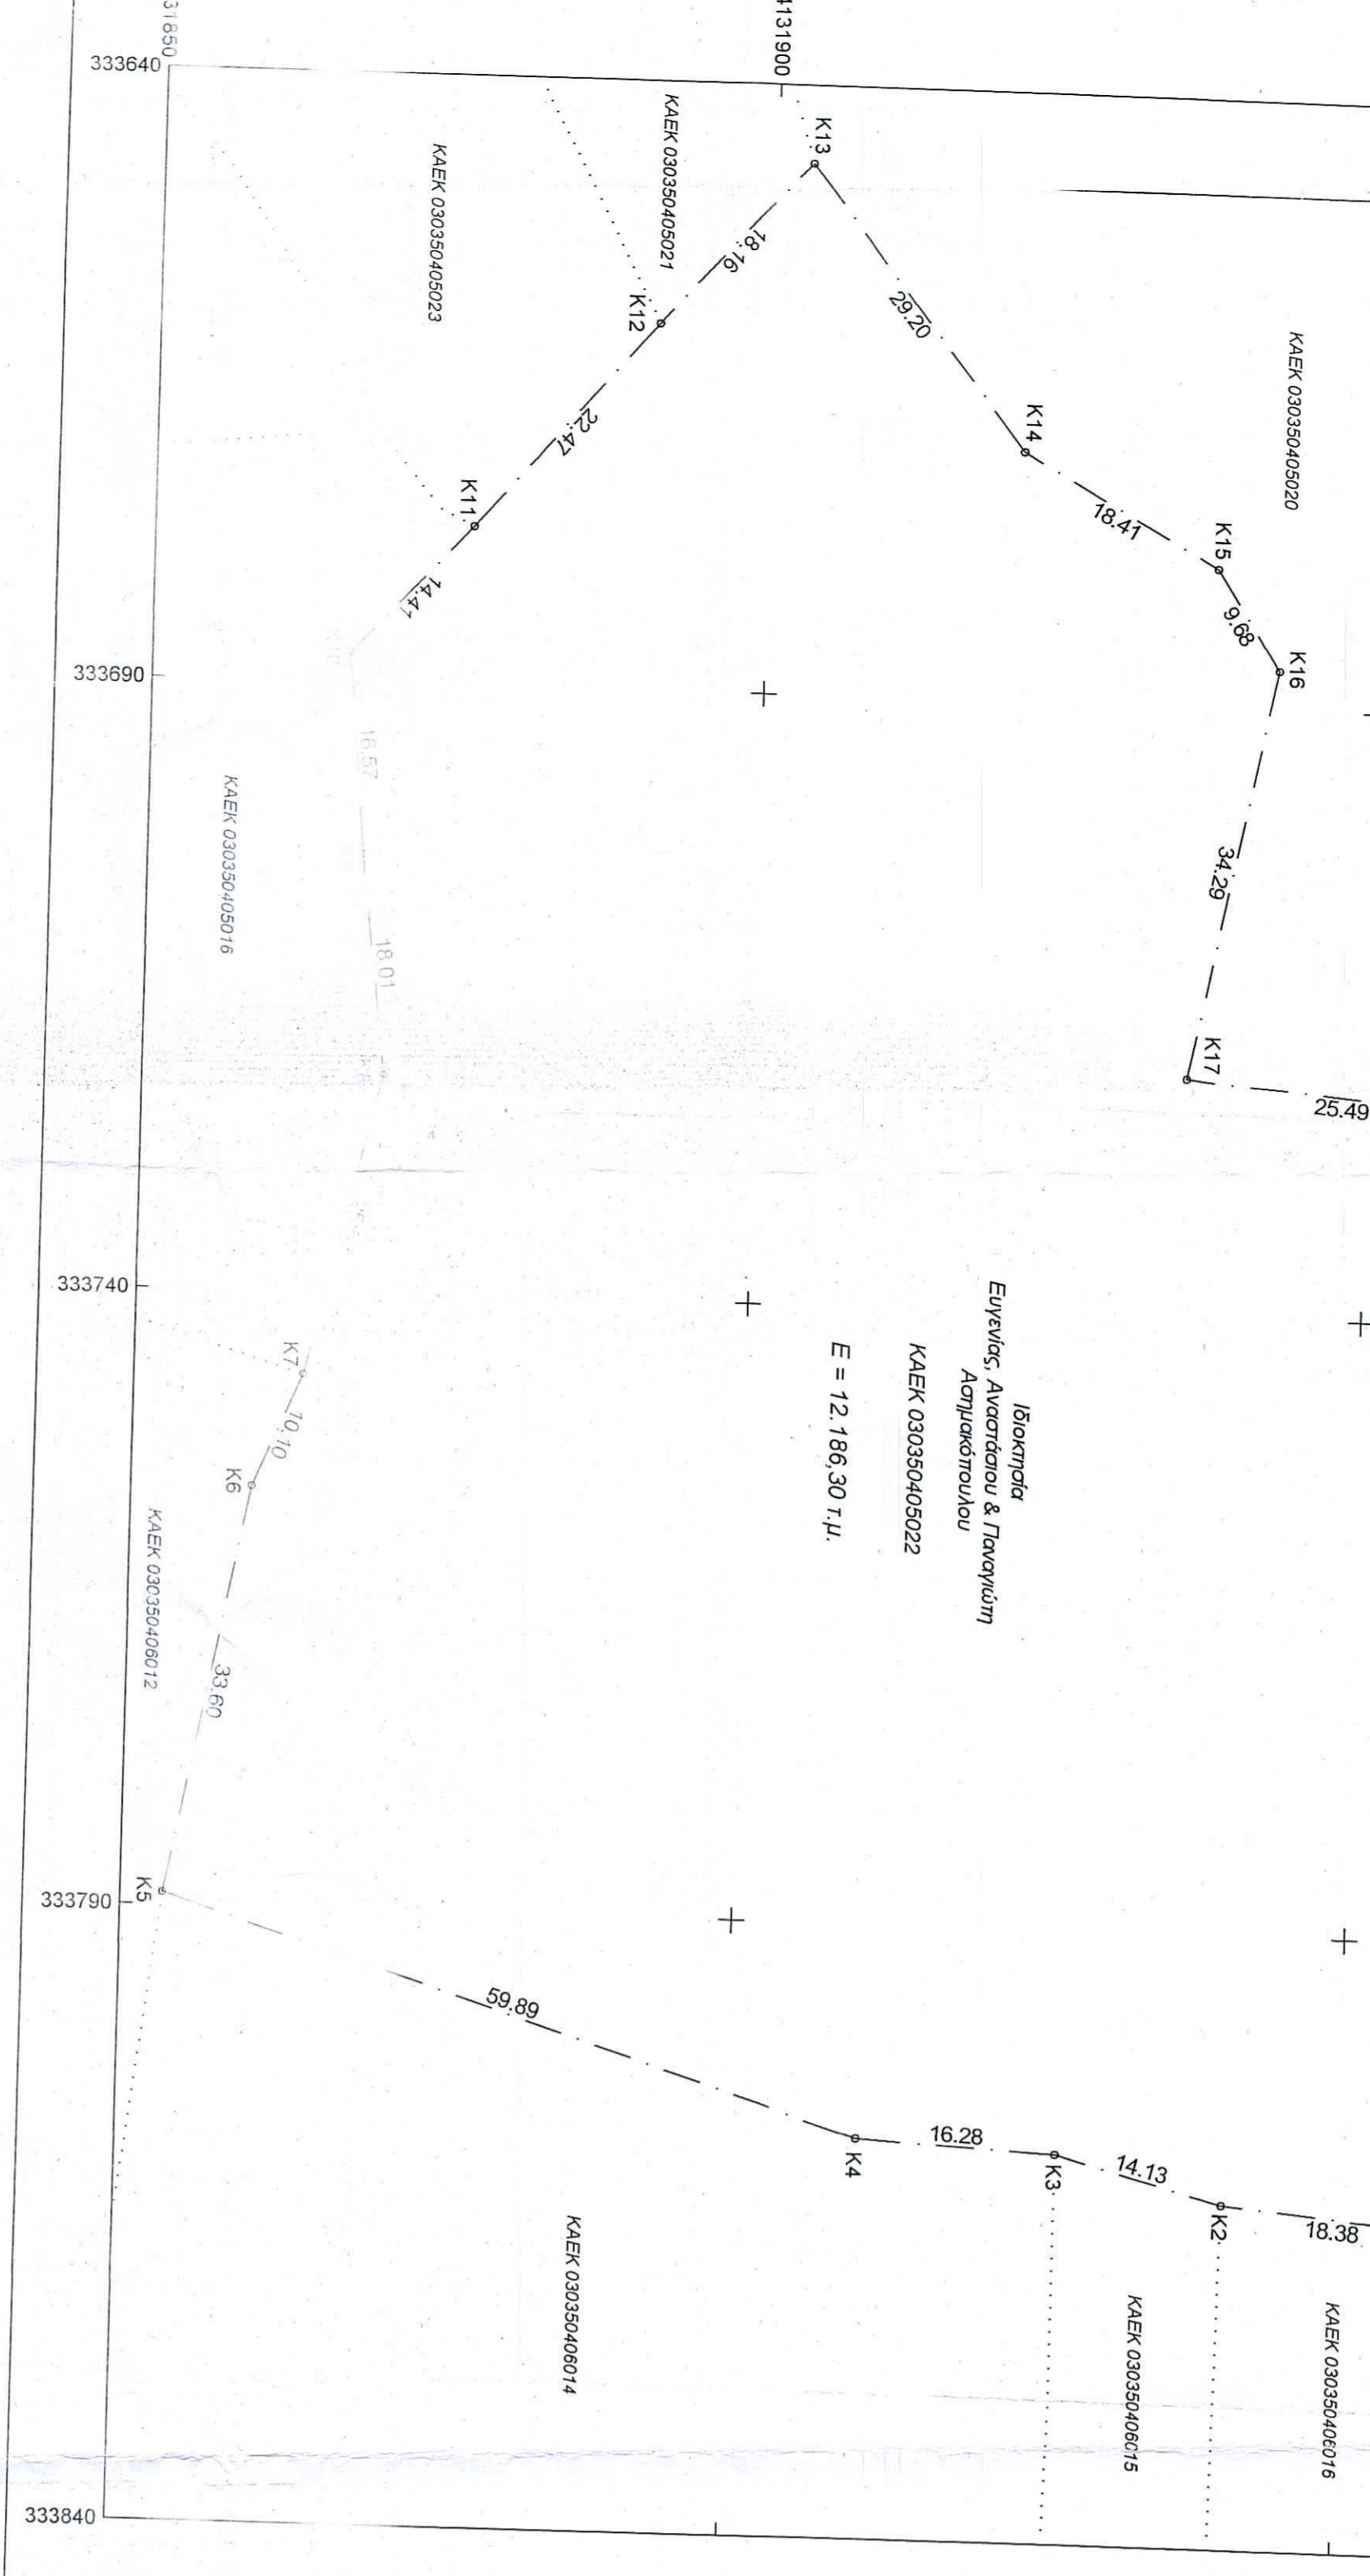 31850
4131900
333640
333690
333740
333790
333840
ΚΑΕΚ 030350405020
ΚΑΕΚ 030350405021
ΚΑΕΚ 030350405023
ΚΑΕΚ 030350405016
K13
18.16
K12
22.47
K11
14.41
16.57
18.01
29.20
K14
18.41
K15
9.68
K16
34.29
K17
25.49
Ιδιοκτησία
Ευγενίας, Αναστάσιου & Παναγιώτη
Ασημακόπουλου
ΚΑΕΚ 030350405022
Ε = 12.186,30 τ.μ.
K7
10.10
K6
33.60
K5
ΚΑΕΚ 030350406012
59.89
K4
16.28
K3
14.13
K2
18.38
ΚΑΕΚ 030350406014
ΚΑΕΚ 030350406015
ΚΑΕΚ 030350406016